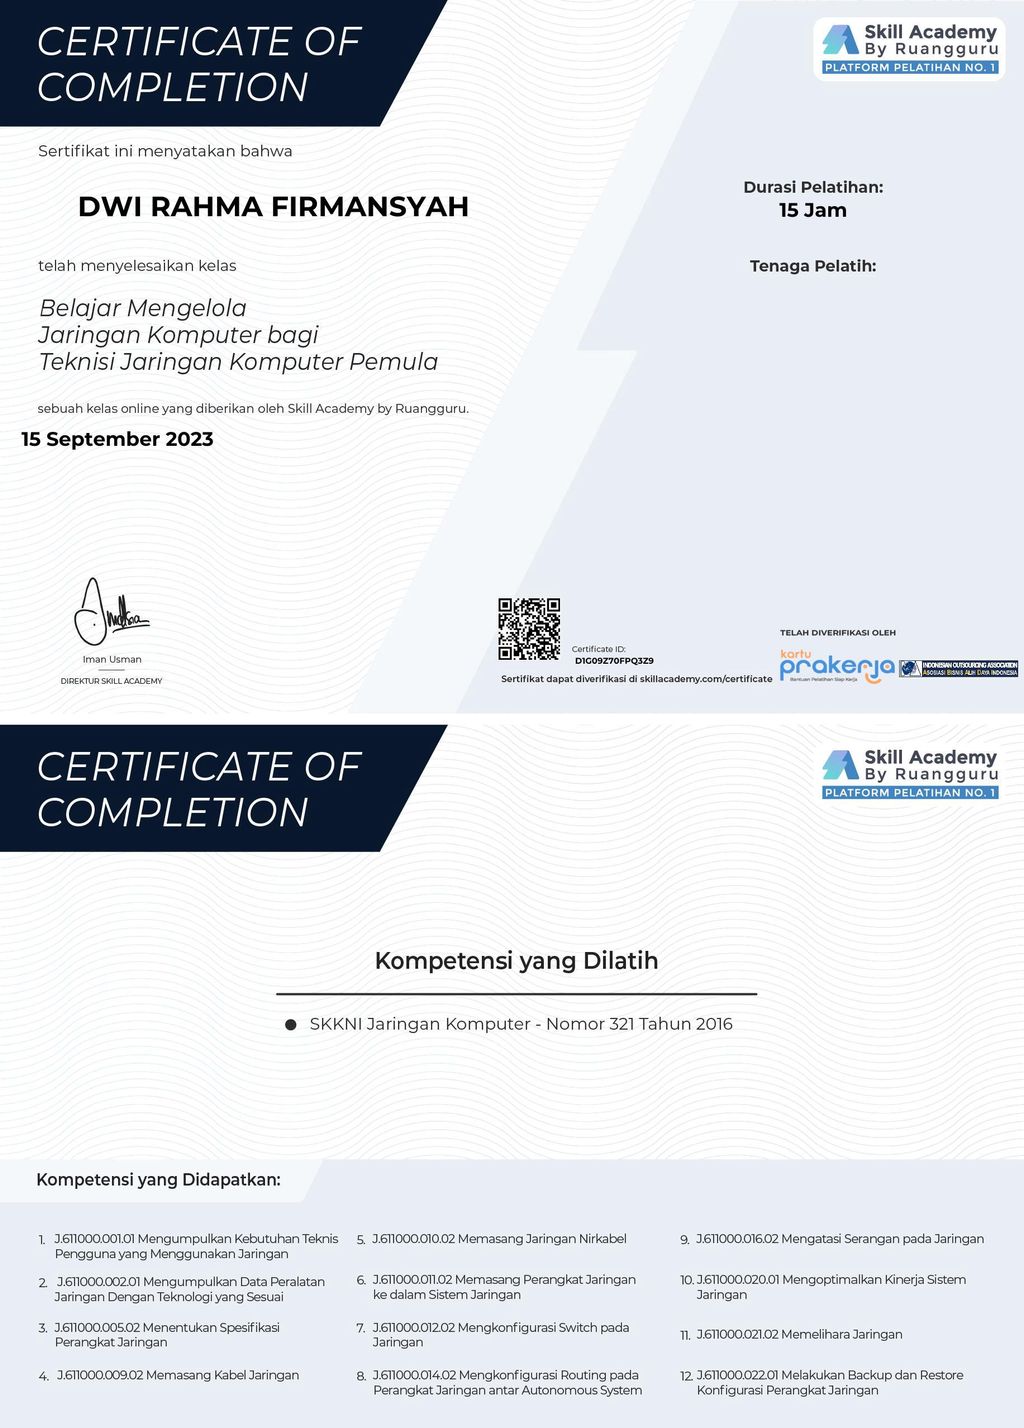 CERTIFICATE OF
COMPLETION
Skill Academy
By Ruangguru
PLATFORM PELATIHAN NO. 1
Sertifikat ini menyatakan bahwa
DWI RAHMA FIRMANSYAH
telah menyelesaikan kelas
Belajar Mengelola
Jaringan Komputer bagi
Teknisi Jaringan Komputer Pemula
sebuah kelas online yang diberikan oleh Skill Academy by Ruangguru.
15 September 2023
Durasi Pelatihan:
15 Jam
Tenaga Pelatih:
Iman Usman
DIREKTUR SKILL ACADEMY
Certificate ID:
D1G09Z70FPQ3Z9
Sertifikat dapat diverifikasi di skillacademy.com/certificate
TELAH DIVERIFIKASI OLEH
kartu
prakerja
Bantuan Pelatihan Siap Kerja
INDONESIAN OUTSOURCING ASSOCIATION
ASOSIASI BISNIS ALIH DAYA INDONESIA
CERTIFICATE OF
COMPLETION
Skill Academy
By Ruangguru
PLATFORM PELATIHAN NO. 1
Kompetensi yang Dilatih
● SKKNI Jaringan Komputer - Nomor 321 Tahun 2016
Kompetensi yang Didapatkan:
1. J.611000.001.01 Mengumpulkan Kebutuhan Teknis
Pengguna yang Menggunakan Jaringan
2. J.611000.002.01 Mengumpulkan Data Peralatan
Jaringan Dengan Teknologi yang Sesuai
3. J.611000.005.02 Menentukan Spesifikasi
Perangkat Jaringan
4. J.611000.009.02 Memasang Kabel Jaringan
5. J.611000.010.02 Memasang Jaringan Nirkabel
6. J.611000.011.02 Memasang Perangkat Jaringan
ke dalam Sistem Jaringan
7. J.611000.012.02 Mengkonfigurasi Switch pada
Jaringan
8. J.611000.014.02 Mengkonfigurasi Routing pada
Perangkat Jaringan antar Autonomous System
9. J.611000.016.02 Mengatasi Serangan pada Jaringan
10. J.611000.020.01 Mengoptimalkan Kinerja Sistem
Jaringan
11. J.611000.021.02 Memelihara Jaringan
12. J.611000.022.01 Melakukan Backup dan Restore
Konfigurasi Perangkat Jaringan